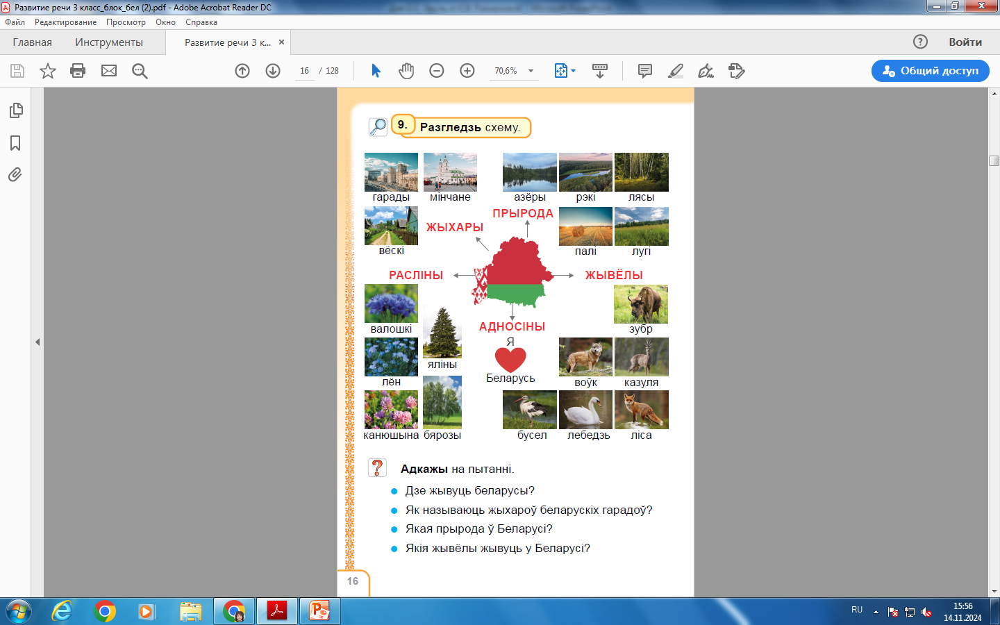 Развитие речи 3 класс_блок_бел (2).pdf - Adobe Acrobat Reader DC
Файл Редактирование Просмотр Окно Справка
Главная Инструменты Развитие речи 3 к... × Войти
16 / 128 70,6% Общий доступ
9. Разгледзь схему.
гарады мінчане азёры рэкі лясы
ПРЫРОДА
ЖЫХАРЫ
вёскі палі лугі
РАСЛІНЫ ЖЫВЁЛЫ
валошкі АДНОСІНЫ зубр
Я
яліны
Беларусь
лён воўк казуля
канюшына бярозы бусел лебедзь ліса
? Адкажы на пытанні.
• Дзе жывуць беларусы?
• Як называюць жыхароў беларускіх гарадоў?
• Якая прырода ў Беларусі?
• Якія жывёлы жывуць у Беларусі?
16
RU 15:56
14.11.2024